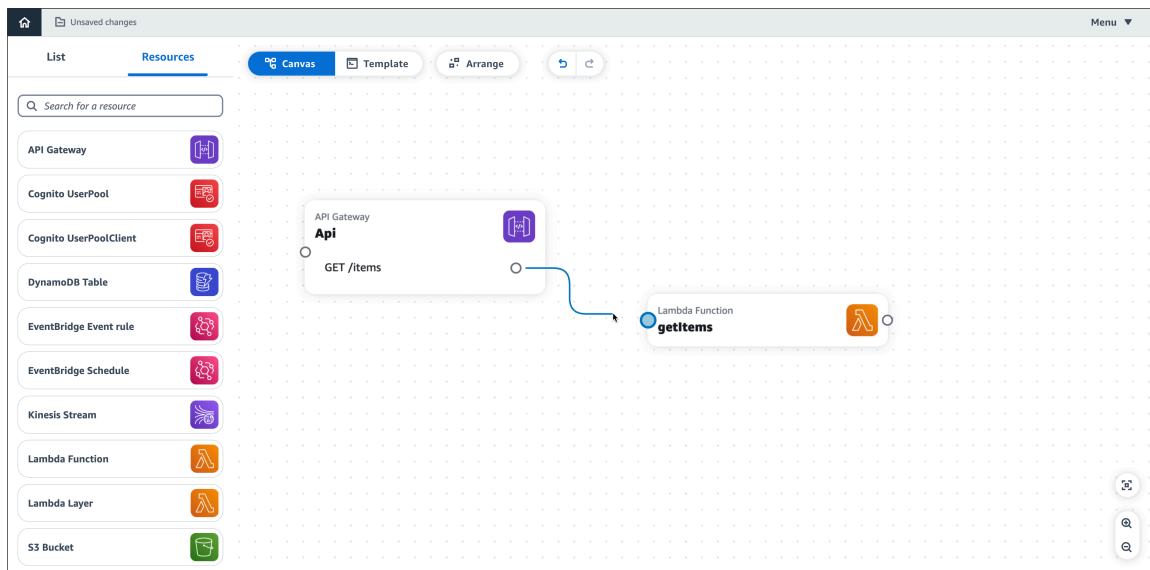 Unsaved changes
Menu
List
Resources
Canvas
Template
Arrange
Search for a resource
API Gateway
Cognito UserPool
Cognito UserPoolClient
DynamoDB Table
EventBridge Event rule
EventBridge Schedule
Kinesis Stream
Lambda Function
Lambda Layer
S3 Bucket
API Gateway
Api
GET /items
Lambda Function
getItems